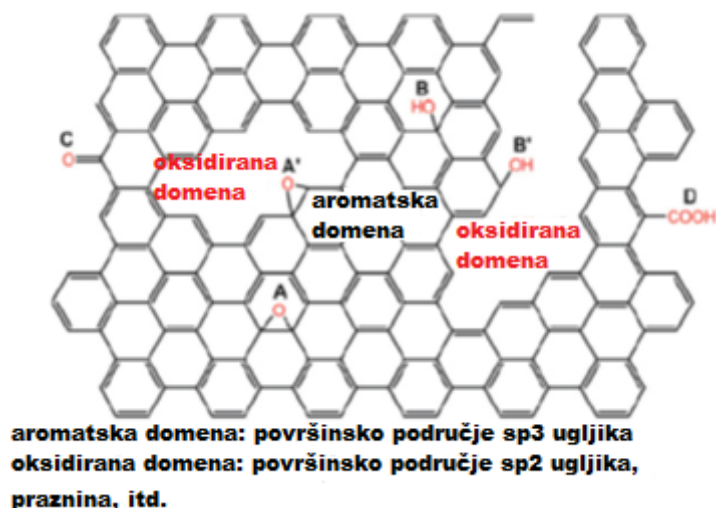 B
HO
C
B'
O
oksidirana
domena
A'
O
OH
aromatska
domena
D
COOH
oksidirana
domena
A
O
aromatska domena: površinsko područje sp3 ugljika
oksidirana domena: površinsko područje sp2 ugljika,
praznina, itd.